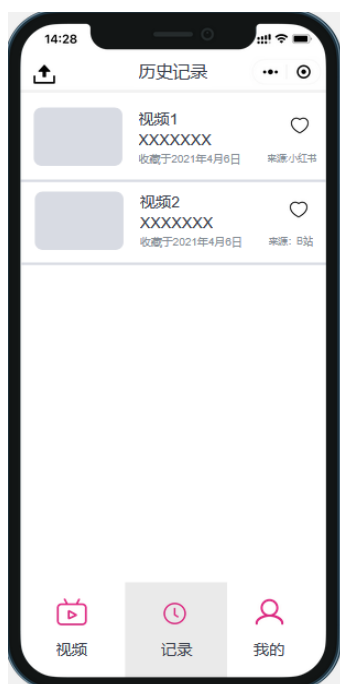 14:28
历史记录
视频1
XXXXXXX
收藏于2021年4月6日
来源:小红书
视频2
XXXXXXX
收藏于2021年4月6日
来源：B站
视频
记录
我的